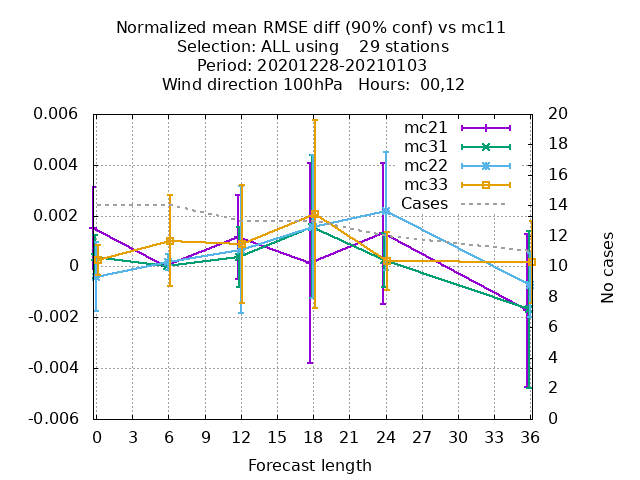 Normalized mean RMSE diff (90% conf) vs mc11
Selection: ALL using    29 stations
Period: 20201228-20210103
Wind direction 100hPa   Hours:  00,12
0.006
0.004
0.002
0
-0.002
-0.004
-0.006
20
18
16
14
12
10
8
6
4
2
0
mc21
mc31
mc22
mc33
Cases
No cases
0 3 6 9 12 15 18 21 24 27 30 33 36
Forecast length